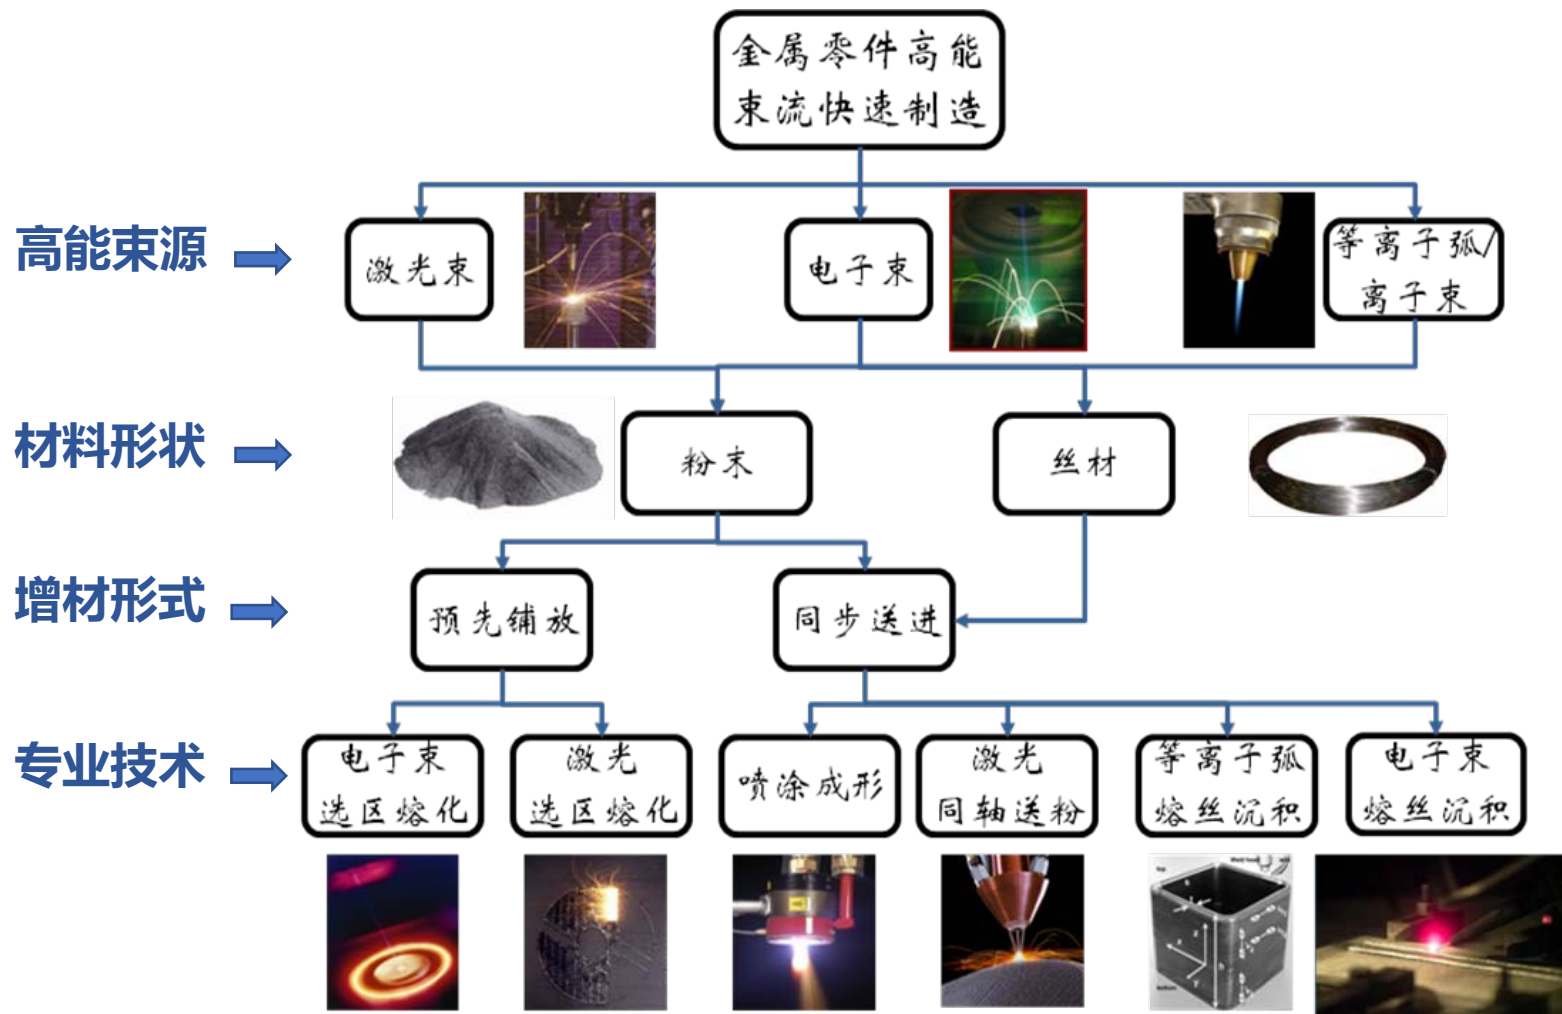 金属零件高能
束流快速制造
高能束源
激光束
电子束
等离子弧/
离子束
材料形状
粉末
丝材
增材形式
预先铺放
同步送进
专业技术
电子束
选区熔化
激光
选区熔化
喷涂成形
激光
同轴送粉
等离子弧
熔丝沉积
电子束
熔丝沉积
top
bottom